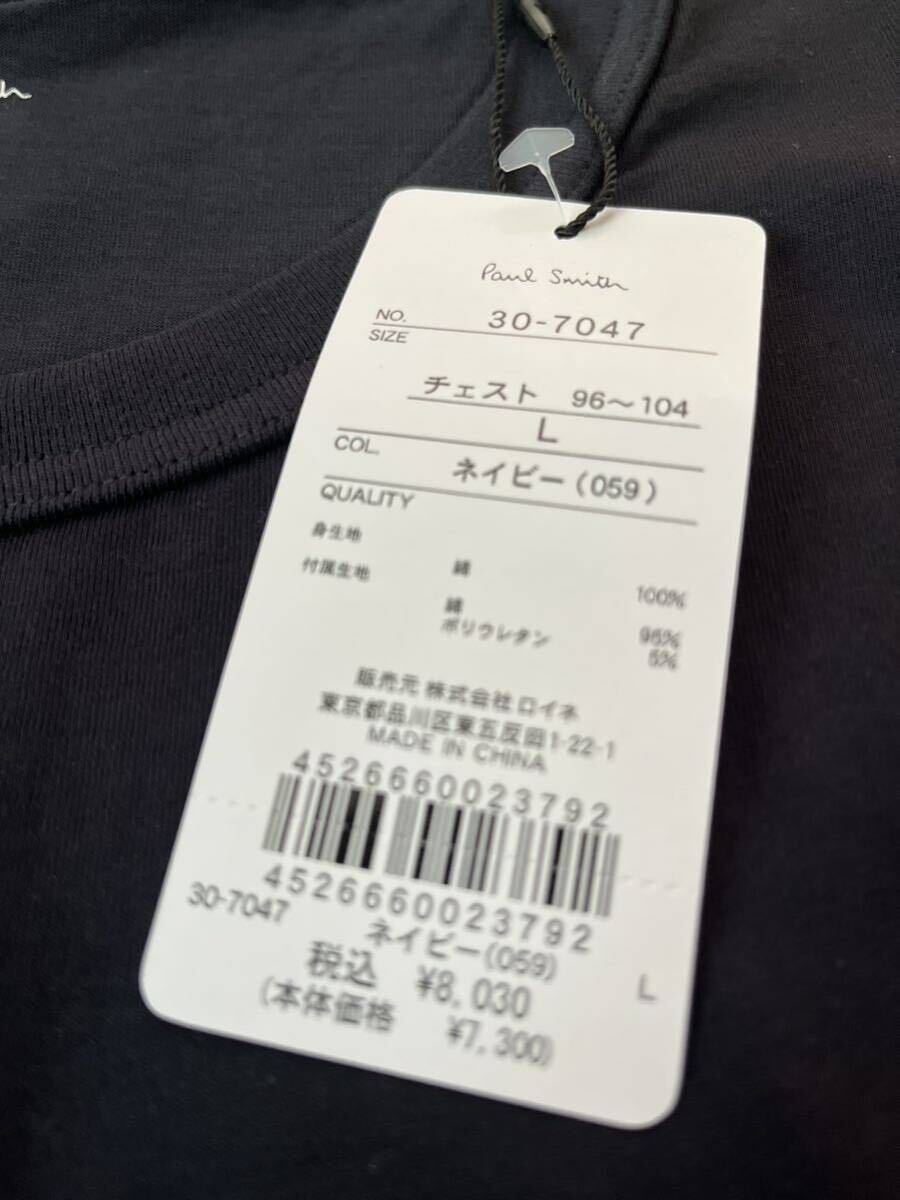 th
Paul Smith
NO. 30-7047
SIZE
チェスト 96～104
L
COL.
ネイビー(059)
QUALITY
身生地
綿 100%
付属生地
綿 95%
ポリウレタン 5%
販売元 株式会社ロイネ
東京都品川区東五反田1-22-1
MADE IN CHINA
4526660023792
4526660023792
30-7047
ネイビー(059)
L
税込 ¥8,030
(本体価格 ¥7,300)